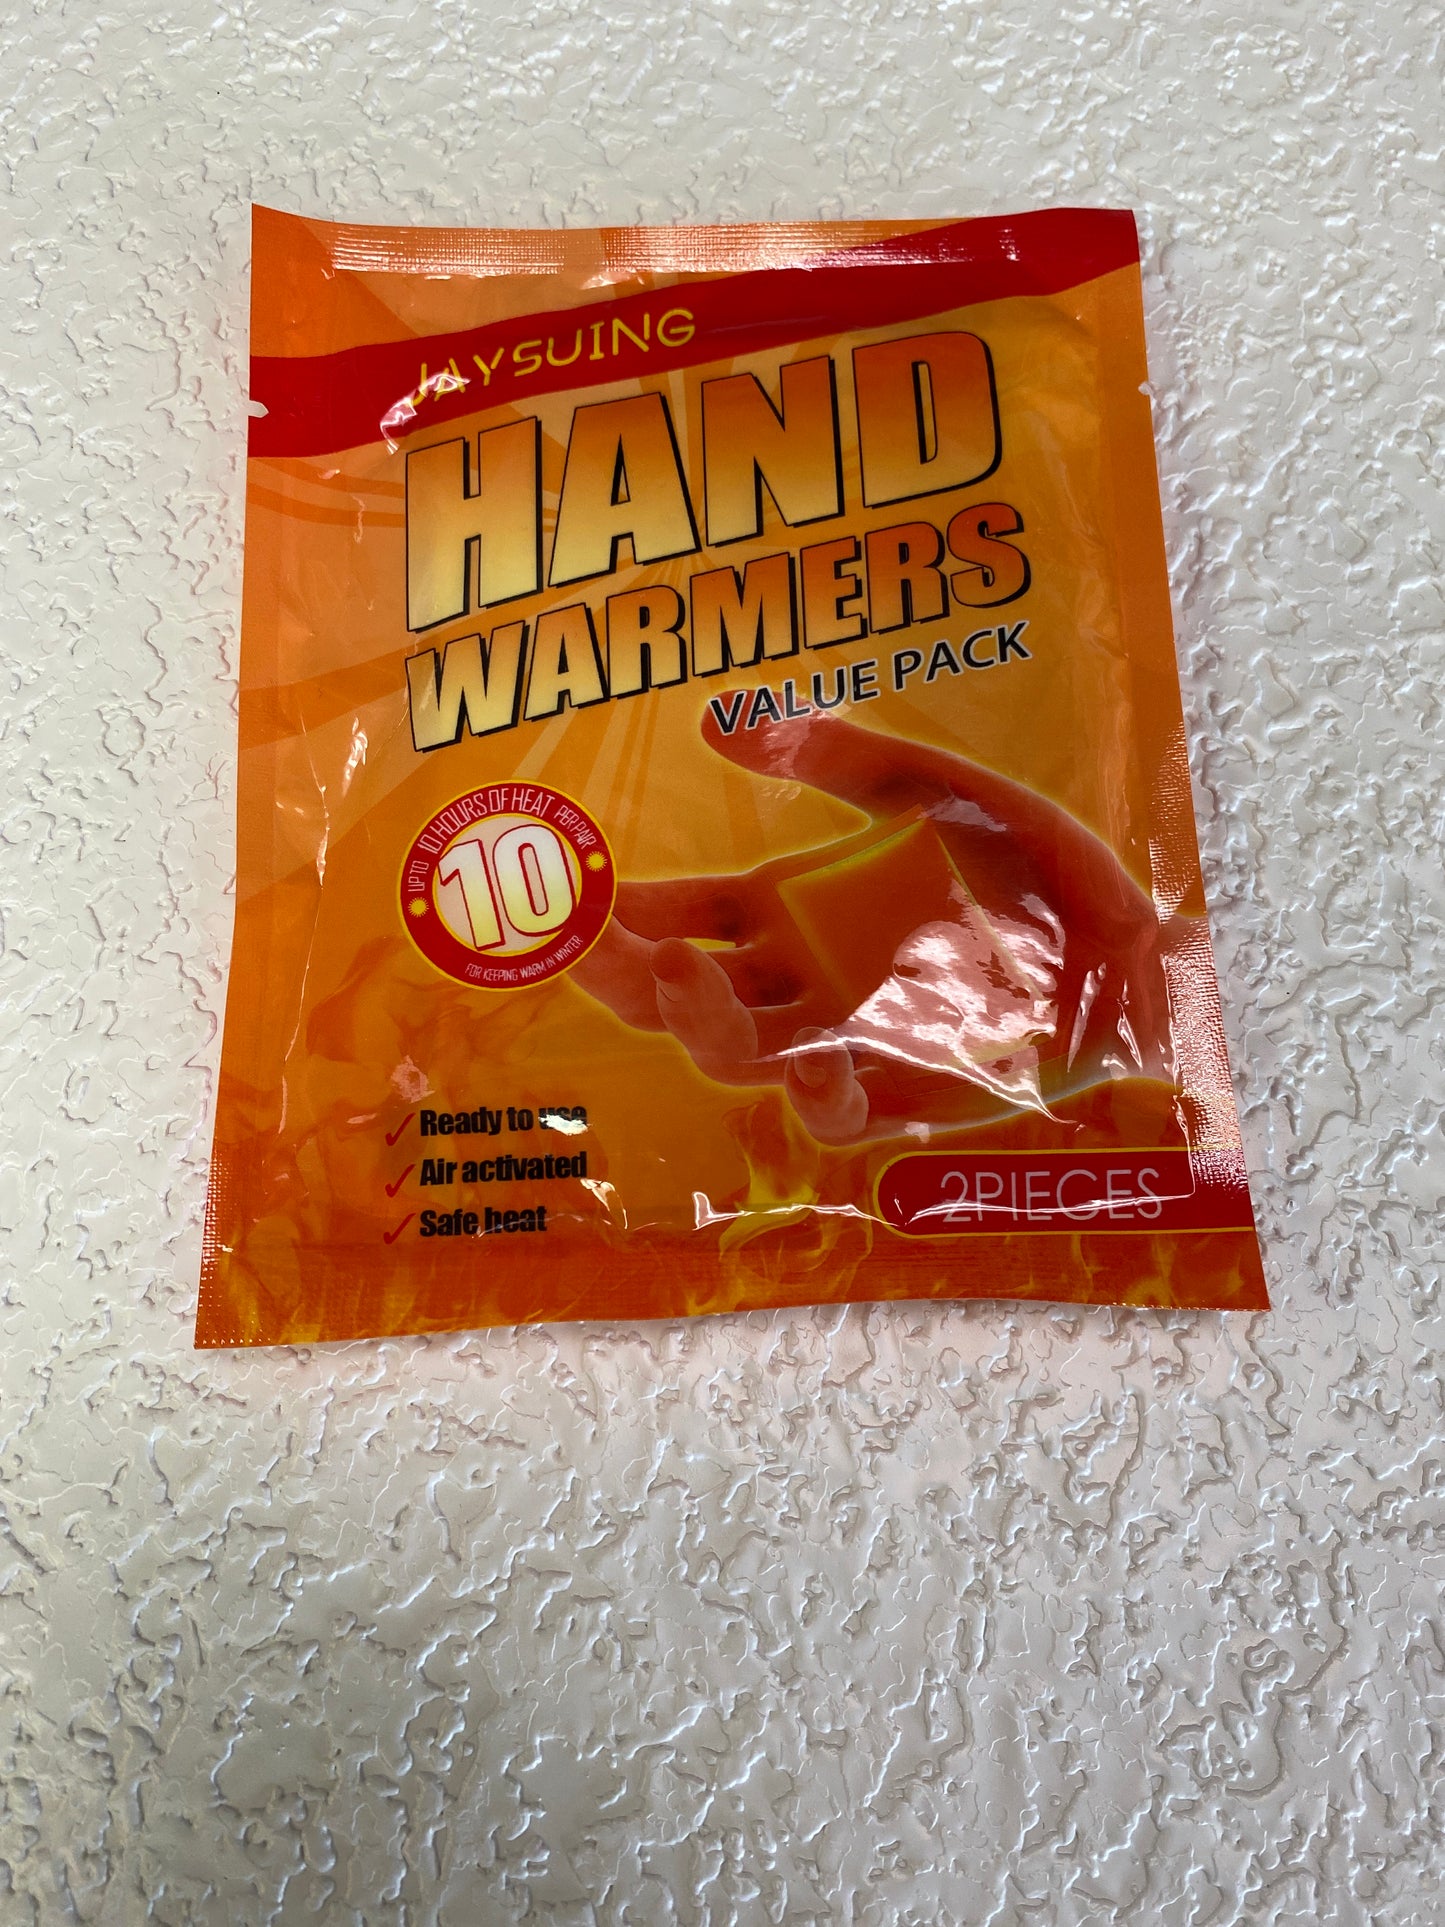 JAYSUING
HAND
WARMERS
VALUE PACK
UP TO 10 HOURS OF HEAT PER PAIR
10
FOR KEEPING WARM IN WINTER
Ready to use
Air activated
Safe heat
2PIECES